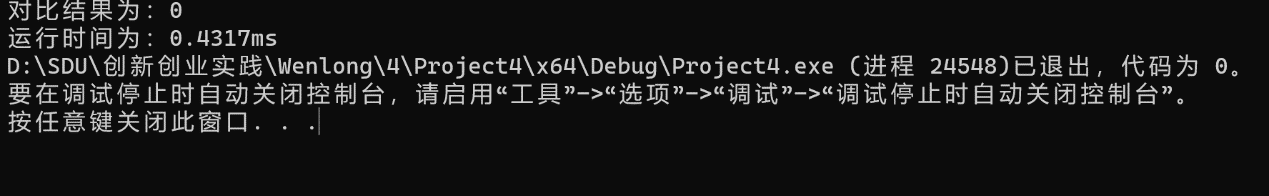 对比结果为：0
运行时间为：0.4317ms
D:\SDU\创新创业实践\Wenlong\4\Project4\x64\Debug\Project4.exe (进程 24548)已退出，代码为 0。
要在调试停止时自动关闭控制台，请启用“工具”->“选项”->“调试”->“调试停止时自动关闭控制台”。
按任意键关闭此窗口. . .